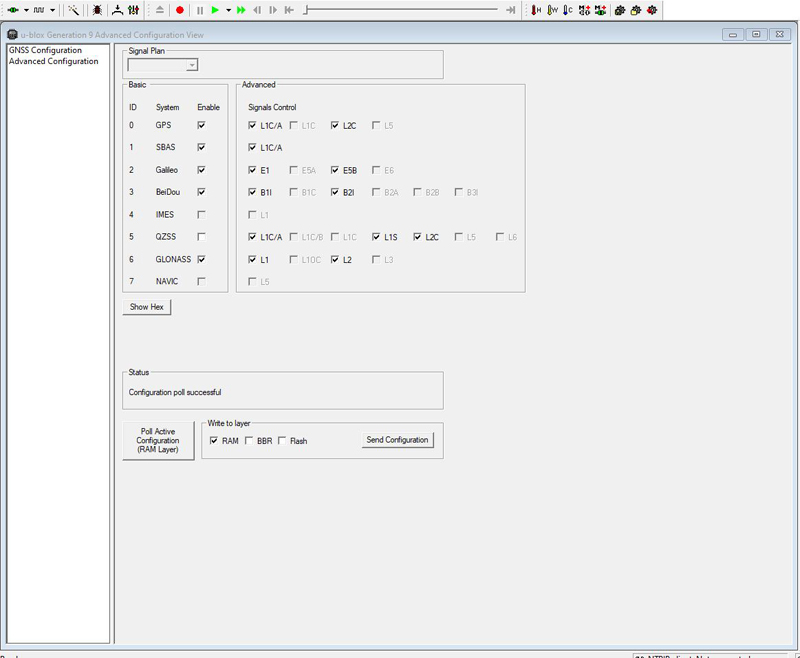 u-blox Generation 9 Advanced Configuration View
GNSS Configuration
Advanced Configuration
Signal Plan
Basic
Advanced
ID System Enable
Signals Control
0 GPS L1C/A L1C L2C L5
1 SBAS L1C/A
2 Galileo E1 E5A E5B E6
3 BeiDou B1I B1C B2I B2A B2B B3I
4 IMES L1
5 QZSS L1C/A L1C/B L1C L1S L2C L5 L6
6 GLONASS L1 L1OC L2 L3
7 NAVIC L5
Show Hex
Status
Configuration poll successful
Poll Active
Configuration
(RAM Layer)
Write to layer
RAM BBR Flash
Send Configuration